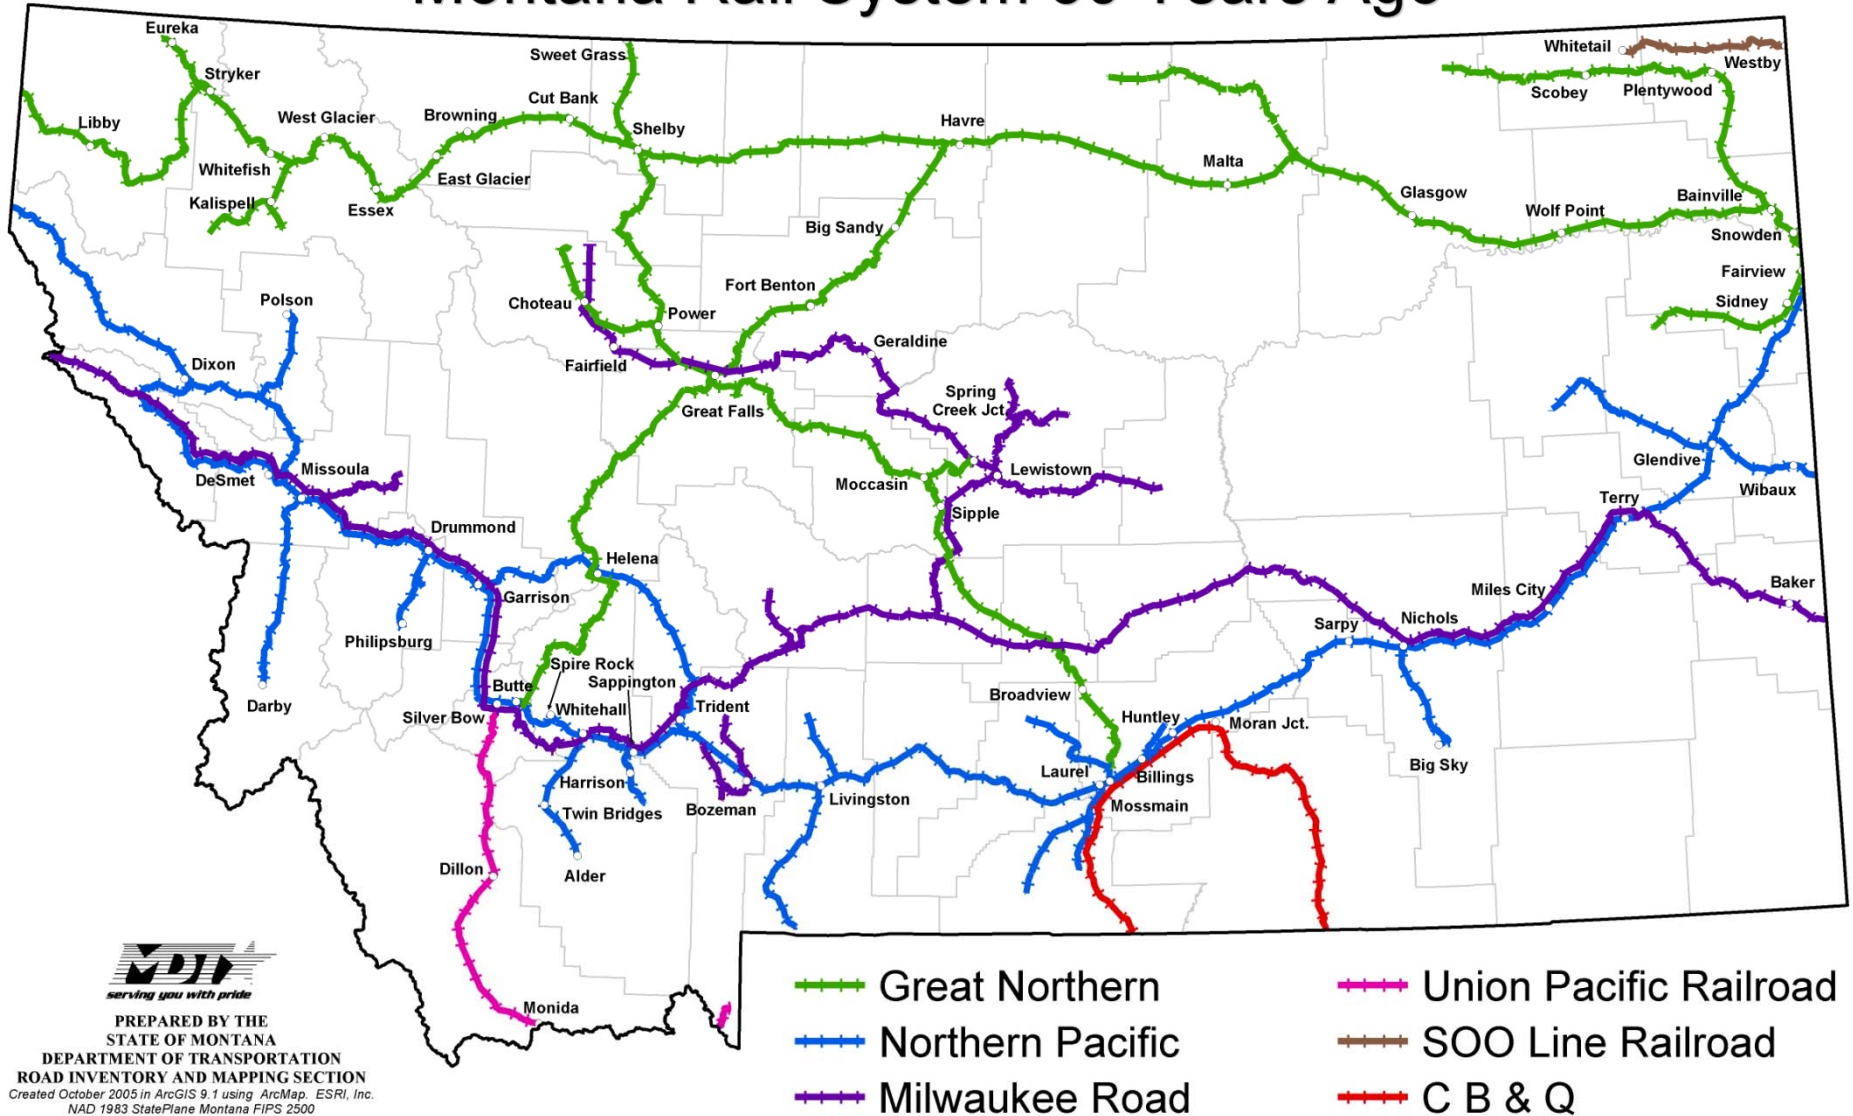 Montana Rail System 50 Years Ago
Eureka
Sweet Grass
Whitetail
Westby
Stryker
Scobey
Plentywood
Cut Bank
Browning
West Glacier
Libby
Shelby
Havre
Whitefish
East Glacier
Malta
Glasgow
Kalispell
Essex
Wolf Point
Bainville
Big Sandy
Snowden
Fairview
Fort Benton
Polson
Choteau
Power
Sidney
Geraldine
Dixon
Fairfield
Spring
Creek Jct.
Great Falls
Glendive
Missoula
DeSmet
Lewistown
Moccasin
Wibaux
Terry
Sipple
Drummond
Helena
Garrison
Miles City
Baker
Philipsburg
Nichols
Sarpy
Spire Rock
Sappington
Butte
Broadview
Darby
Whitehall
Trident
Silver Bow
Huntley
Moran Jct.
Big Sky
Laurel
Billings
Harrison
Livingston
Mossmain
Twin Bridges
Bozeman
Dillon
Alder
Monida
MDT
serving you with pride
PREPARED BY THE
STATE OF MONTANA
DEPARTMENT OF TRANSPORTATION
ROAD INVENTORY AND MAPPING SECTION
Created October 2005 in ArcGIS 9.1 using ArcMap. ESRI, Inc.
NAD 1983 StatePlane Montana FIPS 2500
Great Northern
Northern Pacific
Milwaukee Road
Union Pacific Railroad
SOO Line Railroad
C B & Q